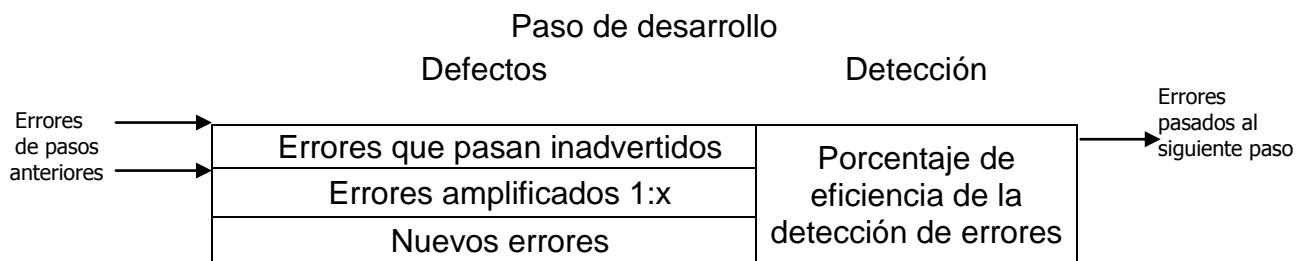 Paso de desarrollo
Defectos
Detección
Errores
de pasos
anteriores
Errores que pasan inadvertidos
Errores amplificados 1:x
Nuevos errores
Porcentaje de
eficiencia de la
detección de errores
Errores
pasados al
siguiente paso